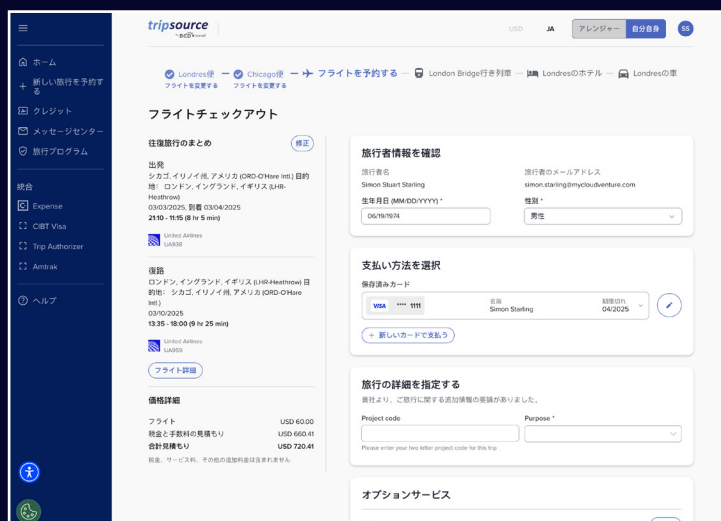 tripsource
BCD travel
USD
JA
アレンジャー
自分自身
SS
ホーム
新しい旅行を予約す
る
クレジット
メッセージセンター
旅行プログラム
統合
Expense
CIBT Visa
Trip Authorizer
Amtrak
ヘルプ
Londres便
フライトを変更する
Chicago便
フライトを変更する
フライトを予約する
London Bridge行き列車
Londresのホテル
Londresの車
フライトチェックアウト
往復旅行のまとめ
修正
出発
シカゴ, イリノイ州, アメリカ (ORD-O'Hare Intl.) 目的
地: ロンドン, イングランド, イギリス (LHR-
Heathrow)
03/03/2025, 到着 03/04/2025
21:10 - 11:15 (8 hr 5 min)
United Airlines
UA938
復路
ロンドン, イングランド, イギリス (LHR-Heathrow) 目
的地: シカゴ, イリノイ州, アメリカ (ORD-O'Hare
Intl.)
03/10/2025
13:35 - 18:00 (9 hr 25 min)
United Airlines
UA959
フライト詳細
価格詳細
フライト USD 60.00
税金と手数料の見積もり USD 660.41
合計見積もり USD 720.41
税金、サービス料、その他の追加料金は含まれません
旅行者情報を確認
旅行者名
Simon Stuart Starling
旅行者のメールアドレス
simon.starling@mycloudventure.com
生年月日 (MM/DD/YYYY) *
06/19/1974
性別 *
男性
支払い方法を選択
保存済みカード
VISA **** 1111
名前
Simon Starling
期限切れ
04/2025
+ 新しいカードで支払う
旅行の詳細を指定する
貴社より、ご旅行に関する追加情報の要請がありました。
Project code
Purpose *
Please enter your two letter project code for this trip
オプションサービス